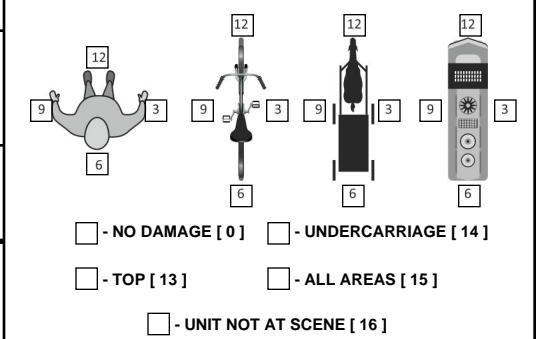 12 12 12
12
9 3 9 3 9 3 9 3
6
6 6 6
- NO DAMAGE [ 0 ] - UNDERCARRIAGE [ 14 ]
- TOP [ 13 ] - ALL AREAS [ 15 ]
- UNIT NOT AT SCENE [ 16 ]